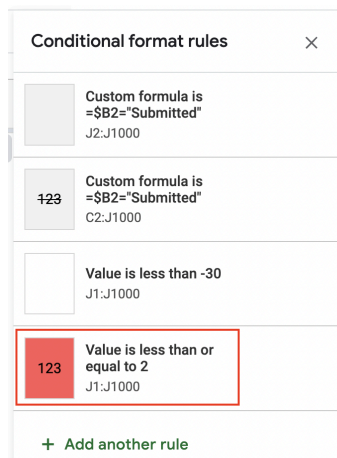 Conditional format rules
Custom formula is
=$B2="Submitted"
J2:J1000
123
Custom formula is
=$B2="Submitted"
C2:J1000
Value is less than -30
J1:J1000
123
Value is less than or
equal to 2
J1:J1000
+ Add another rule